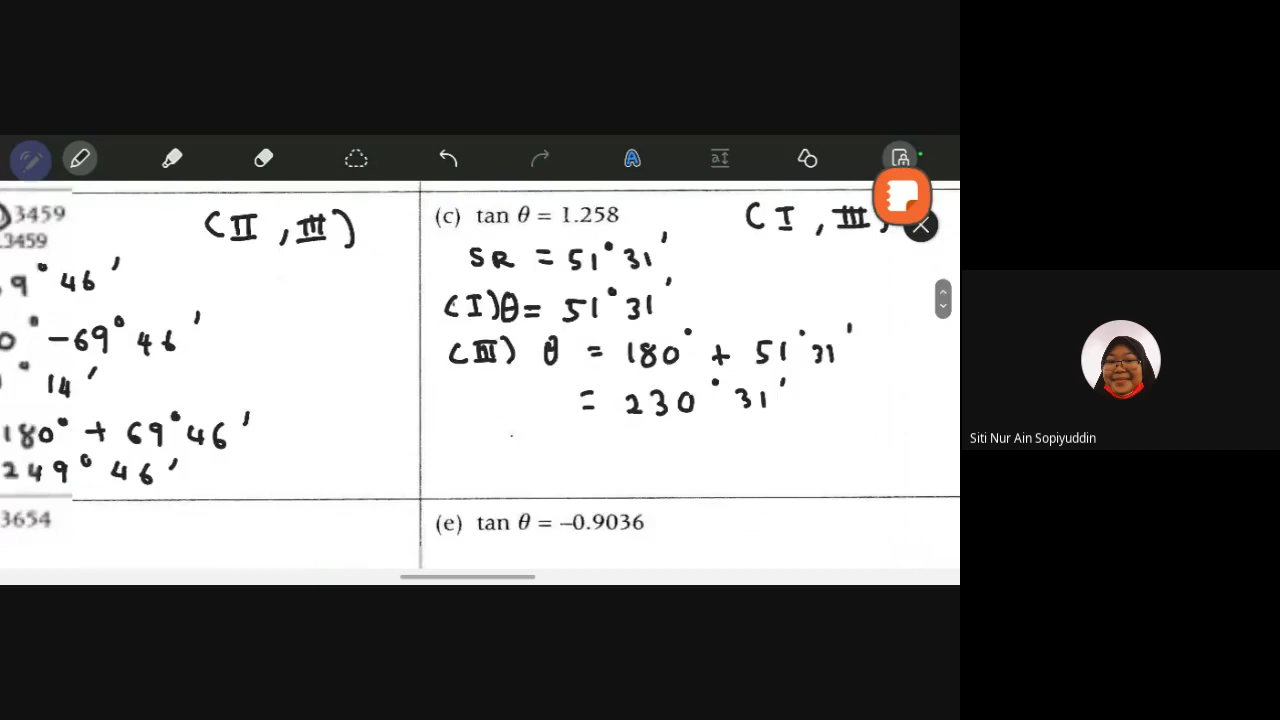 3459
(II, III)
.3459
9° 46'
0° - 69° 46'
° 14'
180° + 69° 46'
249° 46'
3654
(c) tan θ = 1.258
(I, III)
SR = 51° 31'
(I) θ = 51° 31'
(III) θ = 180° + 51° 31'
= 230° 31'
(e) tan θ = –0.9036
Siti Nur Ain Sopiyuddin